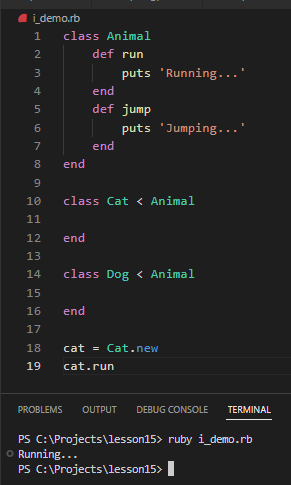 i_demo.rb
1 class Animal
2 def run
3 puts 'Running...'
4 end
5 def jump
6 puts 'Jumping...'
7 end
8 end
9
10 class Cat < Animal
11
12 end
13
14 class Dog < Animal
15
16 end
17
18 cat = Cat.new
19 cat.run
PROBLEMS OUTPUT DEBUG CONSOLE TERMINAL
PS C:\Projects\lesson15> ruby i_demo.rb
Running...
PS C:\Projects\lesson15>